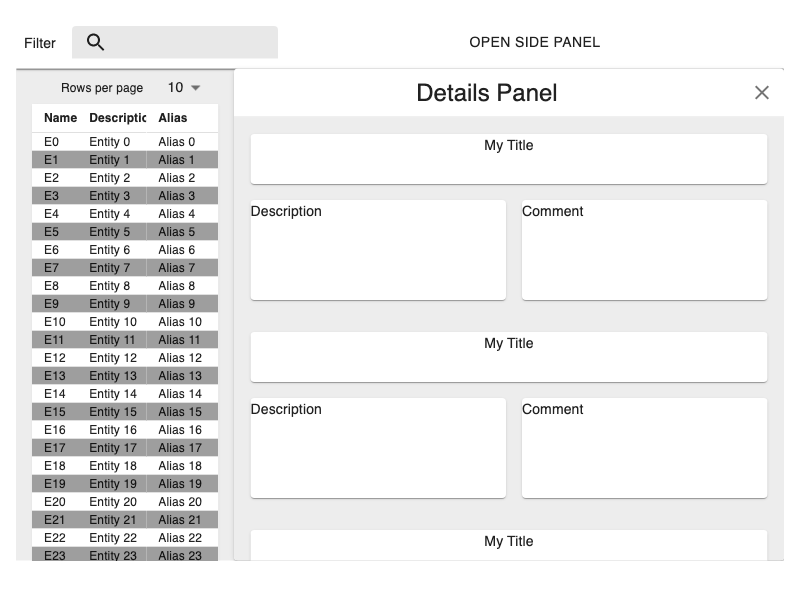 Filter
OPEN SIDE PANEL
Rows per page 10
Name Descriptic Alias
E0 Entity 0 Alias 0
E1 Entity 1 Alias 1
E2 Entity 2 Alias 2
E3 Entity 3 Alias 3
E4 Entity 4 Alias 4
E5 Entity 5 Alias 5
E6 Entity 6 Alias 6
E7 Entity 7 Alias 7
E8 Entity 8 Alias 8
E9 Entity 9 Alias 9
E10 Entity 10 Alias 10
E11 Entity 11 Alias 11
E12 Entity 12 Alias 12
E13 Entity 13 Alias 13
E14 Entity 14 Alias 14
E15 Entity 15 Alias 15
E16 Entity 16 Alias 16
E17 Entity 17 Alias 17
E18 Entity 18 Alias 18
E19 Entity 19 Alias 19
E20 Entity 20 Alias 20
E21 Entity 21 Alias 21
E22 Entity 22 Alias 22
E23 Entity 23 Alias 23
Details Panel
My Title
Description
Comment
My Title
Description
Comment
My Title